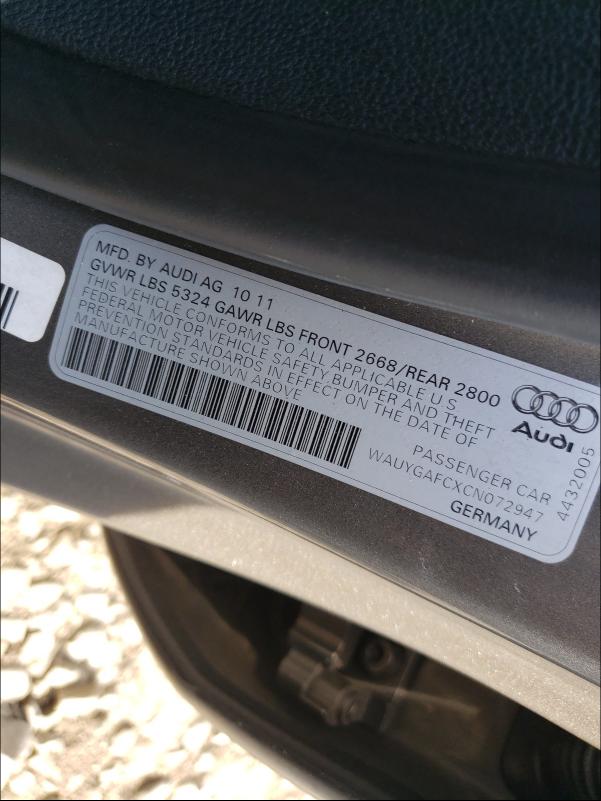 MFD. BY AUDI AG 10 11
GVWR LBS 5324 GAWR LBS FRONT 2668/REAR 2800
THIS VEHICLE CONFORMS TO ALL APPLICABLE U S
FEDERAL MOTOR VEHICLE SAFETY, BUMPER AND THEFT
PREVENTION STANDARDS IN EFFECT ON THE DATE OF
MANUFACTURE SHOWN ABOVE
Audi
PASSENGER CAR
WAUYGAFCXCN072947
GERMANY
4432005